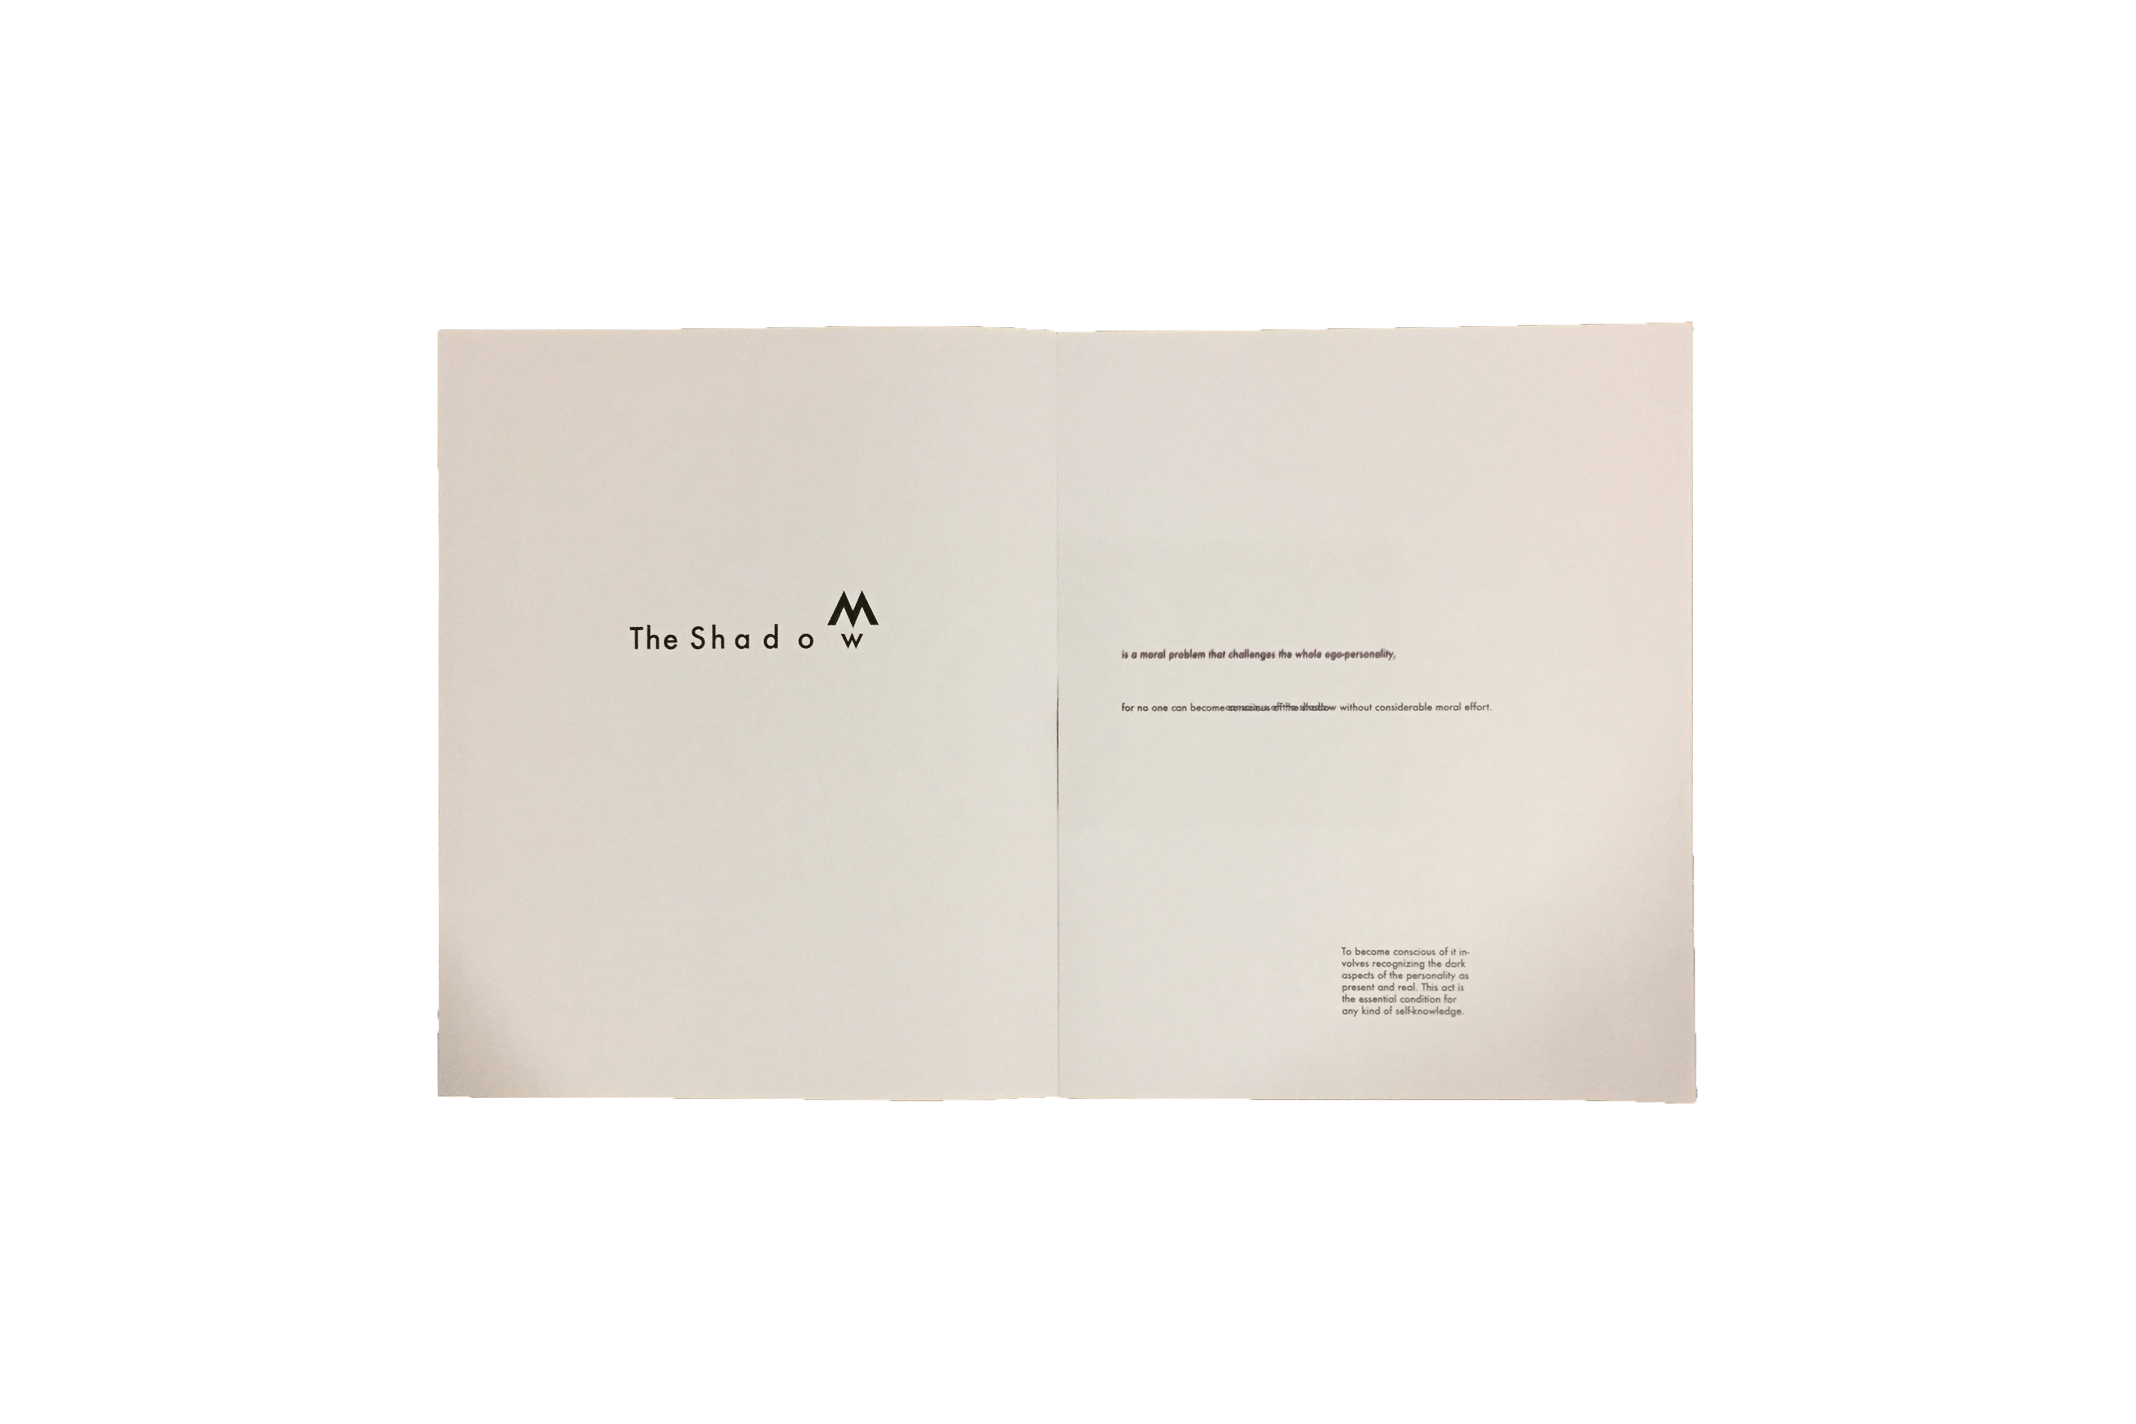 The Shadow
M
is a moral problem that challenges the whole ego-personality,
for no one can become conscious of the shadow without considerable moral effort.
To become conscious of it in-
volves recognizing the dark
aspects of the personality as
present and real. This act is
the essential condition for
any kind of self-knowledge.